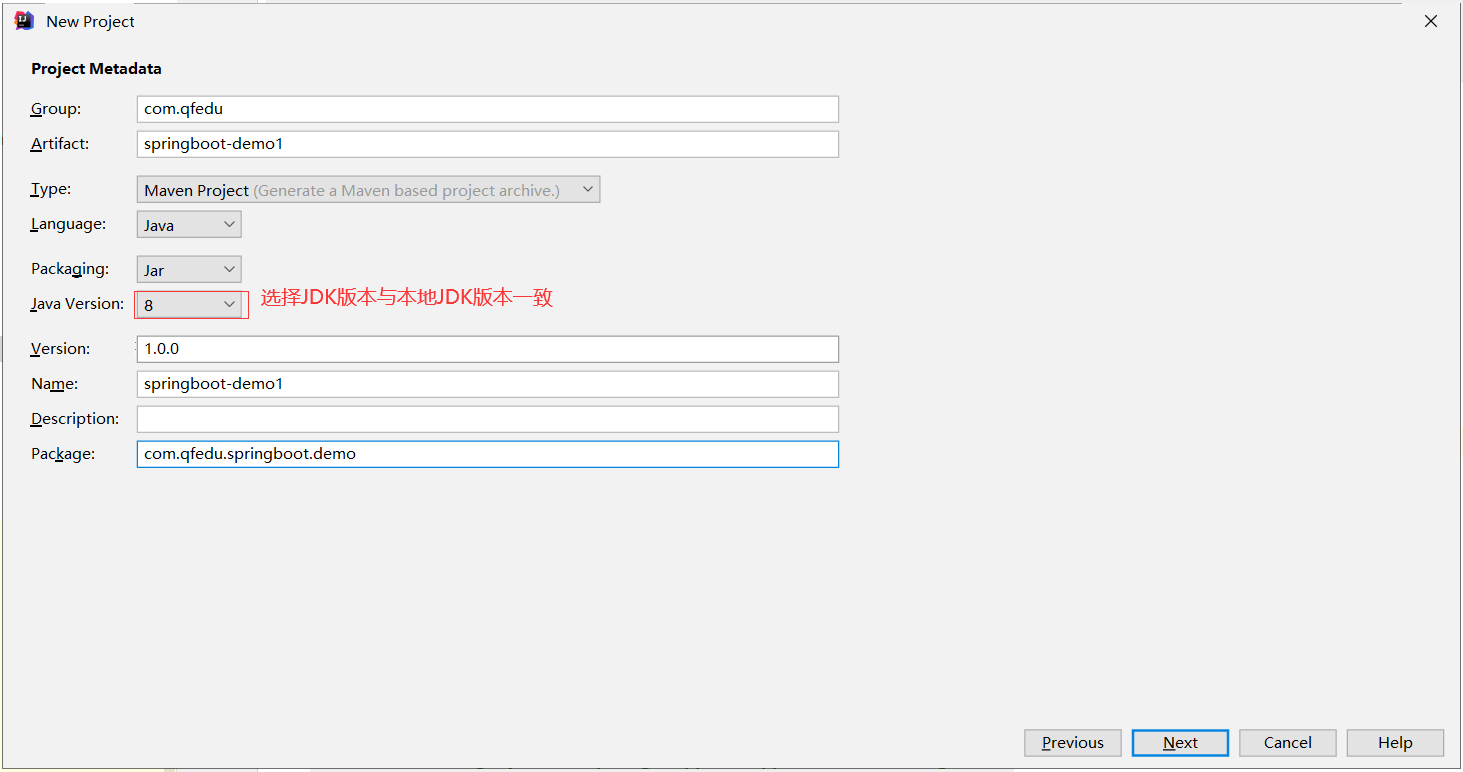 New Project
Project Metadata
Group: com.qfedu
Artifact: springboot-demo1
Type: Maven Project (Generate a Maven based project archive.)
Language: Java
Packaging: Jar
Java Version: 8 选择JDK版本与本地JDK版本一致
Version: 1.0.0
Name: springboot-demo1
Description:
Package: com.qfedu.springboot.demo
Previous Next Cancel Help